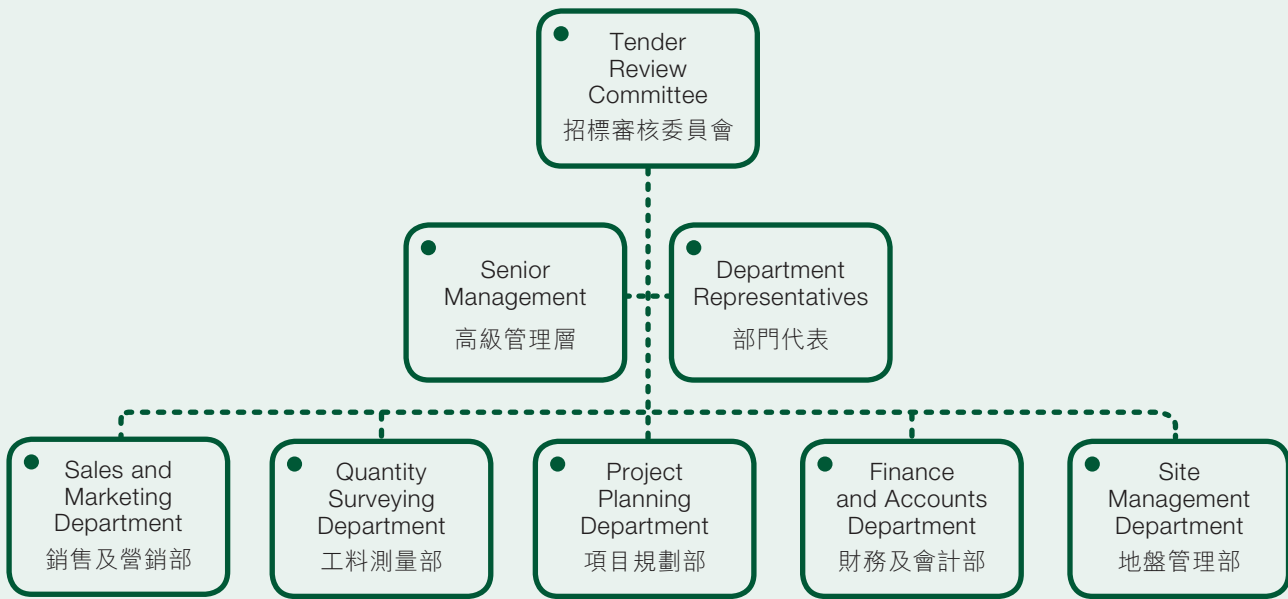 Tender
Review
Committee
招標審核委員會
Senior
Management
高級管理層
Department
Representatives
部門代表
Sales and
Marketing
Department
銷售及營銷部
Quantity
Surveying
Department
工料測量部
Project
Planning
Department
項目規劃部
Finance
and Accounts
Department
財務及會計部
Site
Management
Department
地盤管理部